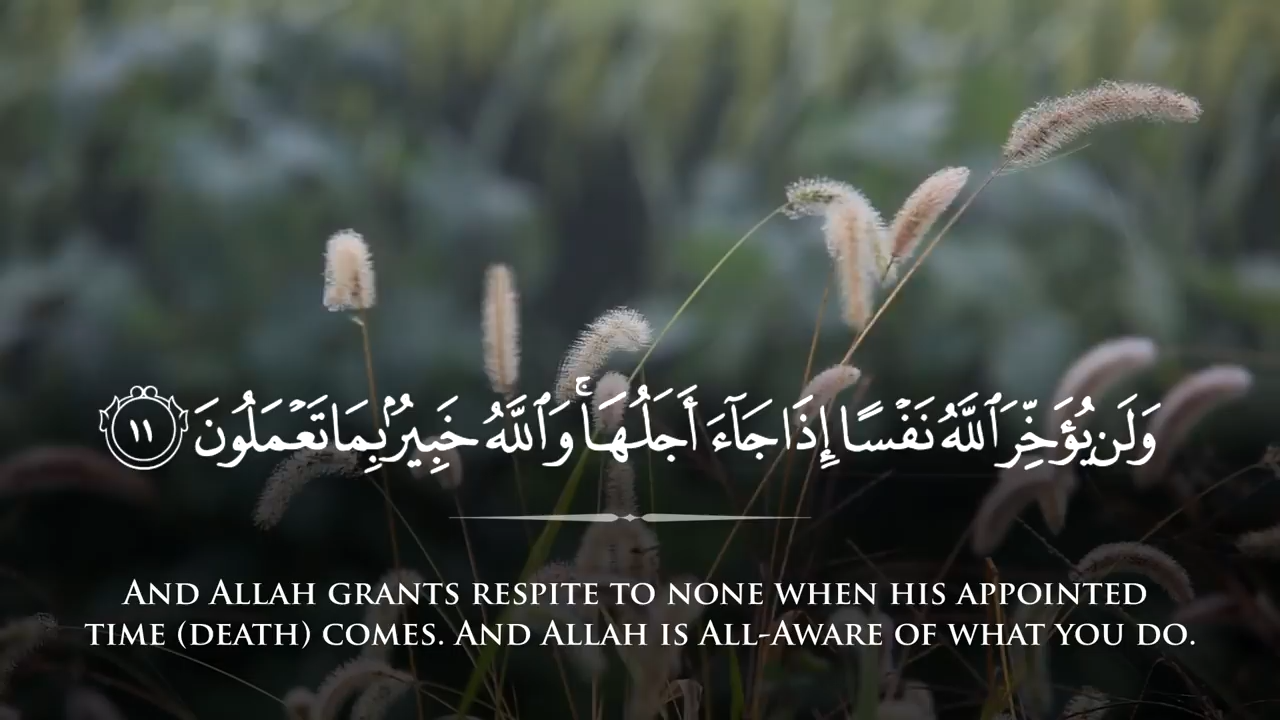 وَلَن يُؤَخِّرَ ٱللَّهُ نَفْسًا إِذَا جَآءَ أَجَلُهَا ۚ وَٱللَّهُ خَبِيرٌۢ بِمَا تَعْمَلُونَ ١١
AND ALLAH GRANTS RESPITE TO NONE WHEN HIS APPOINTED
TIME (DEATH) COMES. AND ALLAH IS ALL-AWARE OF WHAT YOU DO.